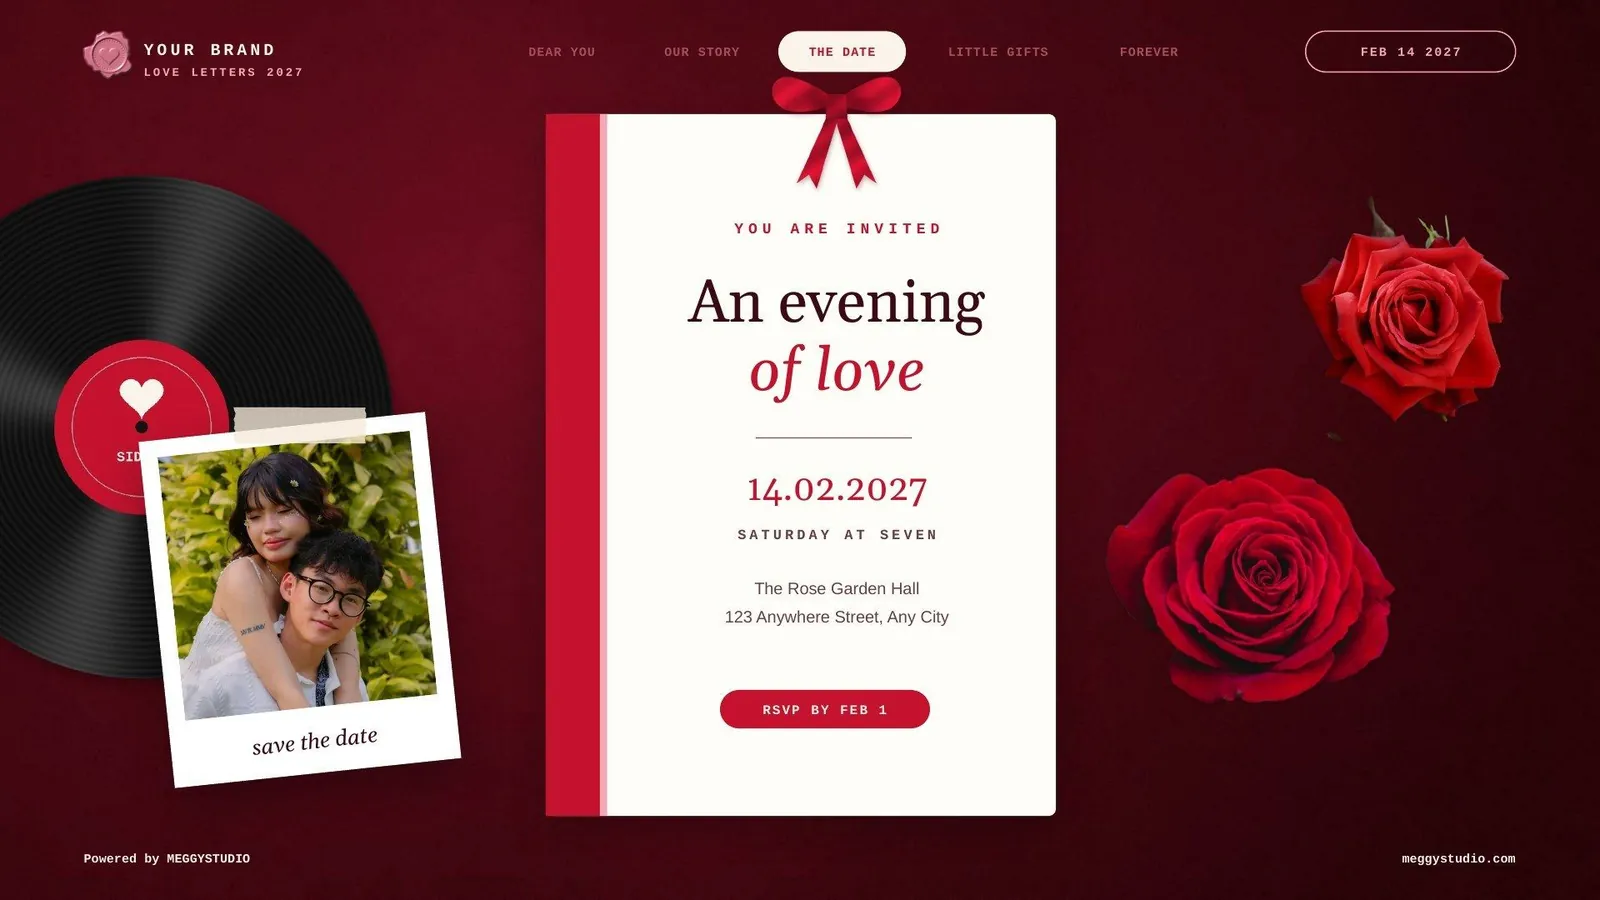 YOUR BRAND
LOVE LETTERS 2027
DEAR YOU
OUR STORY
THE DATE
LITTLE GIFTS
FOREVER
FEB 14 2027
YOU ARE INVITED
An evening
of love
14.02.2027
SATURDAY AT SEVEN
The Rose Garden Hall
123 Anywhere Street, Any City
RSVP BY FEB 1
SID
save the date
Powered by MEGGYSTUDIO
meggystudio.com